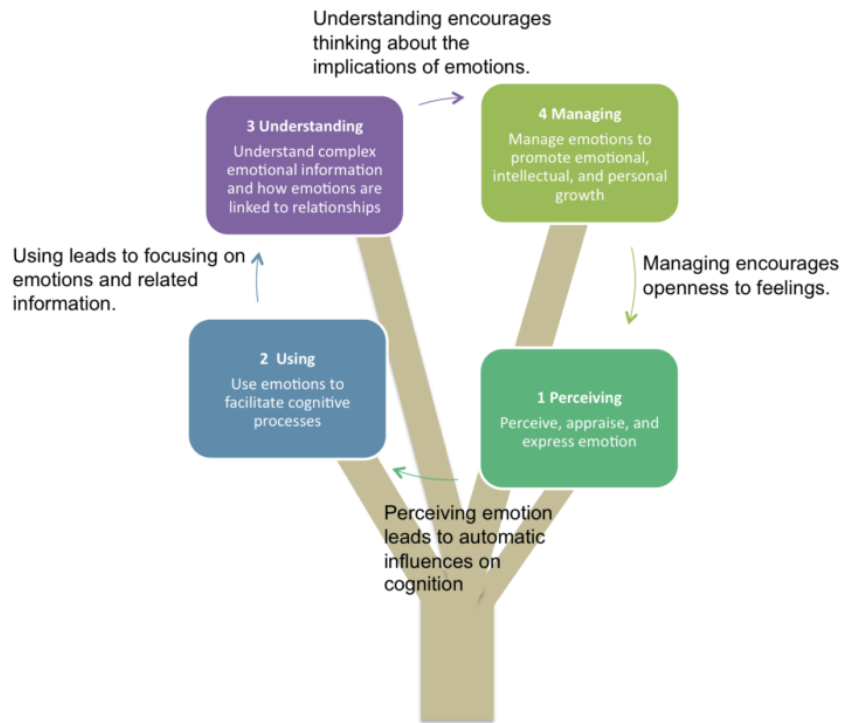 Understanding encourages
thinking about the
implications of emotions.
3 Understanding
Understand complex
emotional information
and how emotions are
linked to relationships
4 Managing
Manage emotions to
promote emotional,
intellectual, and personal
growth
Using leads to focusing on
emotions and related
information.
Managing encourages
openness to feelings.
2 Using
Use emotions to
facilitate cognitive
processes
1 Perceiving
Perceive, appraise, and
express emotion
Perceiving emotion
leads to automatic
influences on
cognition